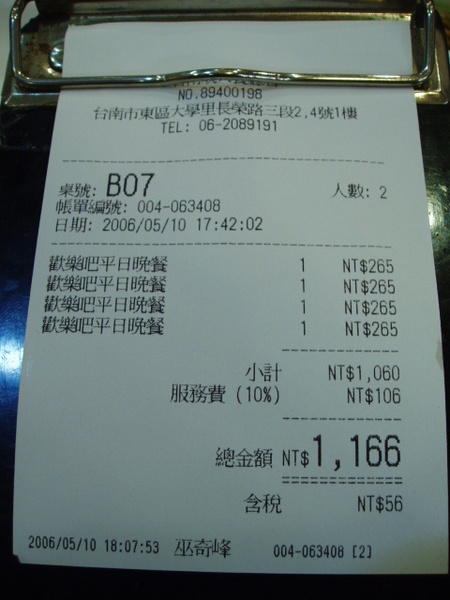 NO.89400198
台南市東區大學里長榮路三段2,4號1樓
TEL: 06-2089191
桌號: B07 人數: 2
帳單編號: 004-063408
日期: 2006/05/10 17:42:02
歡樂吧平日晚餐 1 NT$265
歡樂吧平日晚餐 1 NT$265
歡樂吧平日晚餐 1 NT$265
歡樂吧平日晚餐 1 NT$265
小計 NT$1,060
服務費 (10%) NT$106
總金額 NT$1,166
含稅 NT$56
2006/05/10 18:07:53 巫奇峰 004-063408 [2]